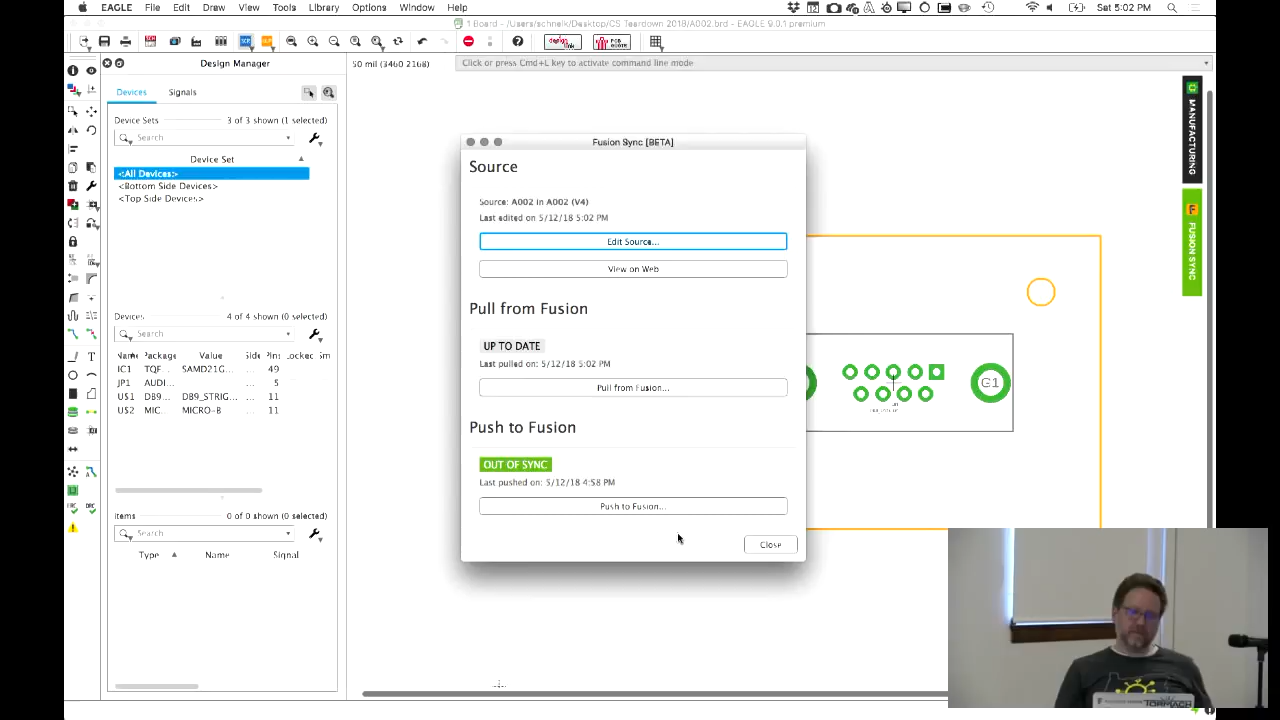 EAGLE File Edit Draw View Tools Library Options Window Help
Sat 5:02 PM
1 Board - /Users/schnelk/Desktop/CS Teardown 2018/A002.brd - EAGLE 9.0.1 premium
Design Manager
50 mil (3460 2168)
Click or press Cmd+L key to activate command line mode
Devices Signals
Device Sets 3 of 3 shown (1 selected)
Search
Device Set
<All Devices>
<Bottom Side Devices>
<Top Side Devices>
Devices 4 of 4 shown (0 selected)
Search
Name Package Value Side Pins Locked Sm
IC1 TQF... SAMD21G... 49
JP1 AUDI... 5
U$1 DB9... DB9_STRIG... 11
U$2 MIC... MICRO-B 11
Items 0 of 0 shown (0 selected)
Search
Type Name Signal
Fusion Sync [BETA]
Source
Source: A002 in A002 (V4)
Last edited on 5/12/18 5:02 PM
Edit Source...
View on Web
Pull from Fusion
UP TO DATE
Last pulled on: 5/12/18 5:02 PM
Pull from Fusion...
Push to Fusion
OUT OF SYNC
Last pushed on: 5/12/18 4:58 PM
Push to Fusion...
Close
G1
MANUFACTURING
FUSION SYNC
TORMACH